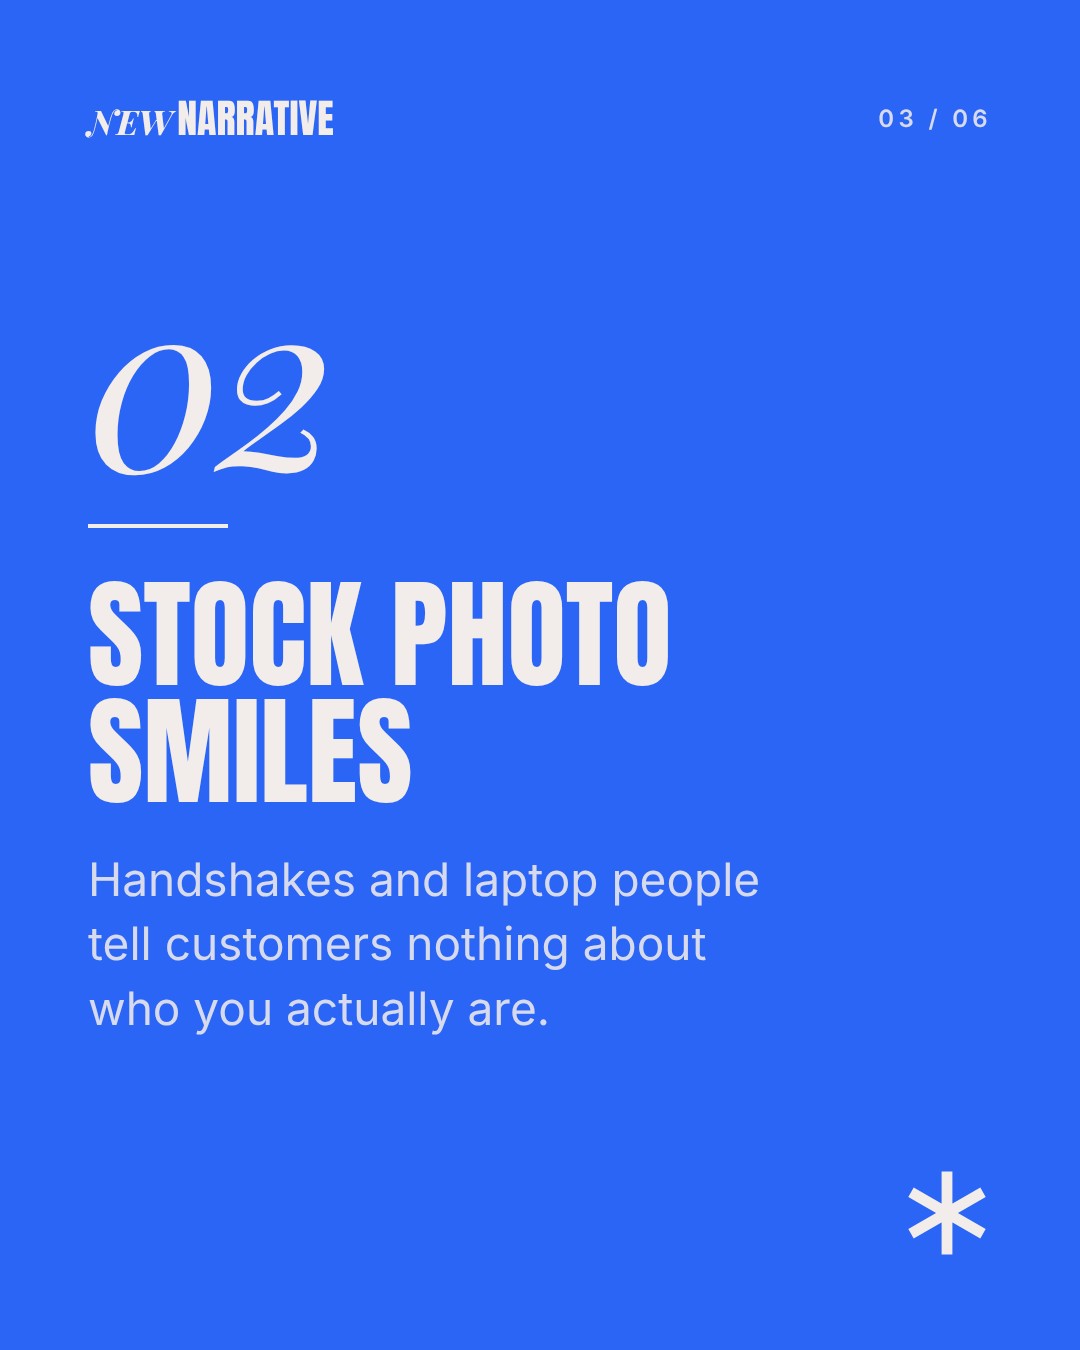 NEW NARRATIVE
03 / 06
02
STOCK PHOTO
SMILES
Handshakes and laptop people
tell customers nothing about
who you actually are.
*